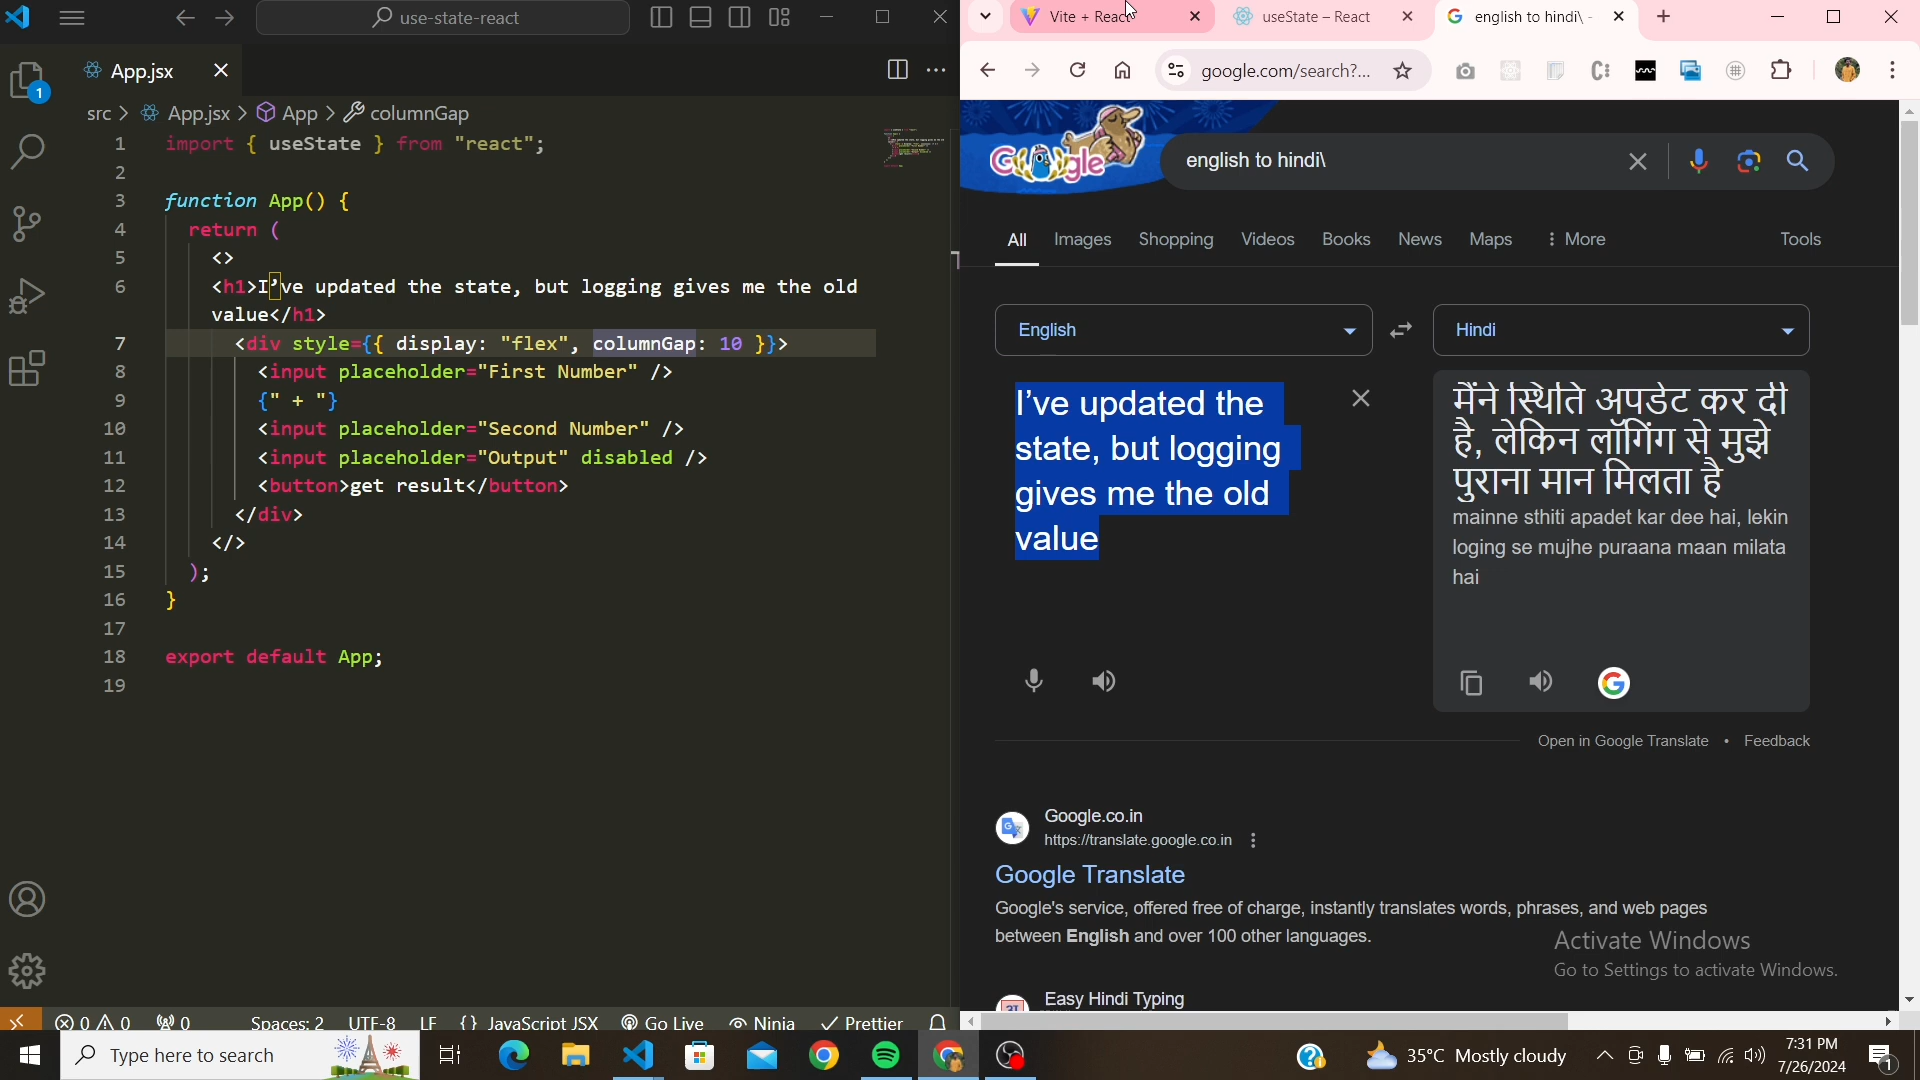 use-state-react
App.jsx
src > App.jsx > App > columnGap
1 import { useState } from "react";
2
3 function App() {
4 return (
5 <>
6 <h1>I’ve updated the state, but logging gives me the old
value</h1>
7 <div style={{ display: "flex", columnGap: 10 }}>
8 <input placeholder="First Number" />
9 {" + "}
10 <input placeholder="Second Number" />
11 <input placeholder="Output" disabled />
12 <button>get result</button>
13 </div>
14 </>
15 );
16 }
17
18 export default App;
19
1
0 0 0 Spaces: 2 UTF-8 LF {} JavaScript JSX Go Live Ninja Prettier
Vite + React
useState – React
english to hindi\ -
google.com/search?...
Google
english to hindi\
All Images Shopping Videos Books News Maps More Tools
English
Hindi
I’ve updated the
state, but logging
gives me the old
value
मैंने स्थिति अपडेट कर दी
है, लेकिन लॉगिंग से मुझे
पुराना मान मिलता है
mainne sthiti apadet kar dee hai, lekin
loging se mujhe puraana maan milata
hai
Open in Google Translate • Feedback
Google.co.in
https://translate.google.co.in
Google Translate
Google's service, offered free of charge, instantly translates words, phrases, and web pages
between English and over 100 other languages.
Easy Hindi Typing
Activate Windows
Go to Settings to activate Windows.
Type here to search
35°C Mostly cloudy
7:31 PM
7/26/2024
1